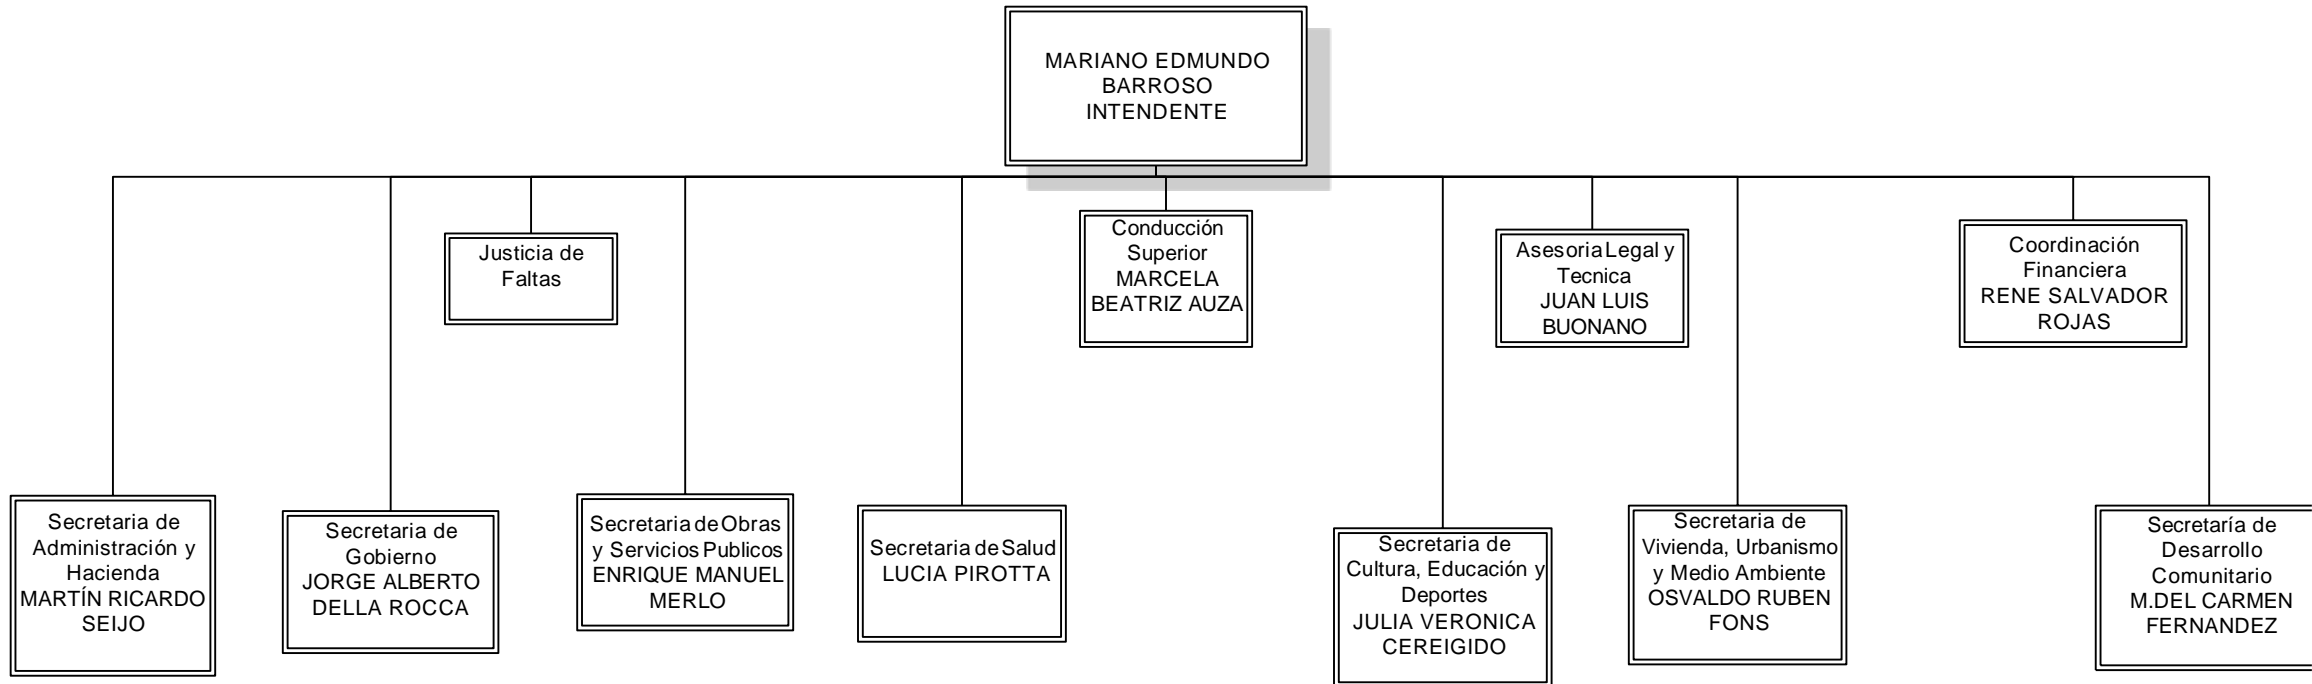 MARIANO EDMUNDO
BARROSO
INTENDENTE
Justicia de
Faltas
Conducción
Superior
MARCELA
BEATRIZ AUZA
Asesoria Legal y
Tecnica
JUAN LUIS
BUONANO
Coordinación
Financiera
RENE SALVADOR
ROJAS
Secretaria de
Administración y
Hacienda
MARTÍN RICARDO
SEIJO
Secretaria de
Gobierno
JORGE ALBERTO
DELLA ROCCA
Secretaria de Obras
y Servicios Publicos
ENRIQUE MANUEL
MERLO
Secretaria de Salud
LUCIA PIROTTA
Secretaria de
Cultura, Educación y
Deportes
JULIA VERONICA
CEREIGIDO
Secretaria de
Vivienda, Urbanismo
y Medio Ambiente
OSVALDO RUBEN
FONS
Secretaría de
Desarrollo
Comunitario
M.DEL CARMEN
FERNANDEZ